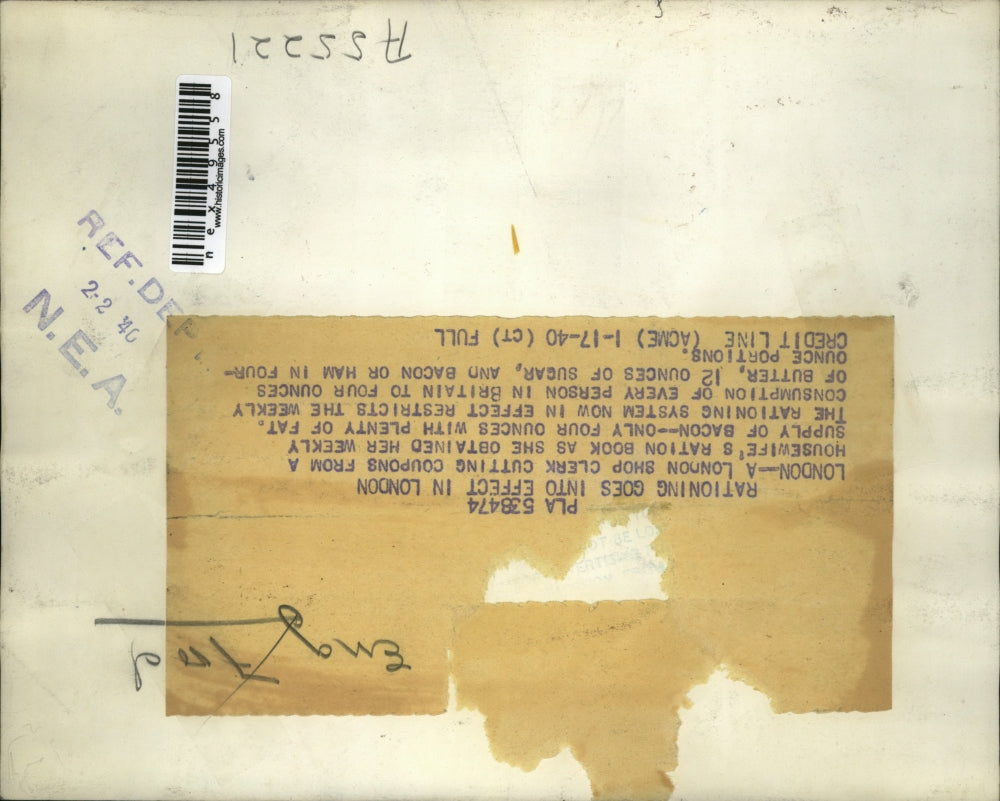 PLA 538474
RATIONING GOES INTO EFFECT IN LONDON
LONDON--A LONDON SHOP CLERK CUTTING COUPONS FROM A
HOUSEWIFE'S RATION BOOK AS SHE OBTAINED HER WEEKLY
SUPPLY OF BACON--ONLY FOUR OUNCES WITH PLENTY OF FAT.
THE RATIONING SYSTEM NOW IN EFFECT RESTRICTS THE WEEKLY
CONSUMPTION OF EVERY PERSON IN BRITAIN TO FOUR OUNCES
OF BUTTER, 12 OUNCES OF SUGAR, AND BACON OR HAM IN FOUR-
OUNCE PORTIONS.
CREDIT LINE (ACME) 1-17-40 (CT) FULL
Eng
A55221
REF. DEP
2-2 40
N.E.A.
nex49558
www.historicimages.com